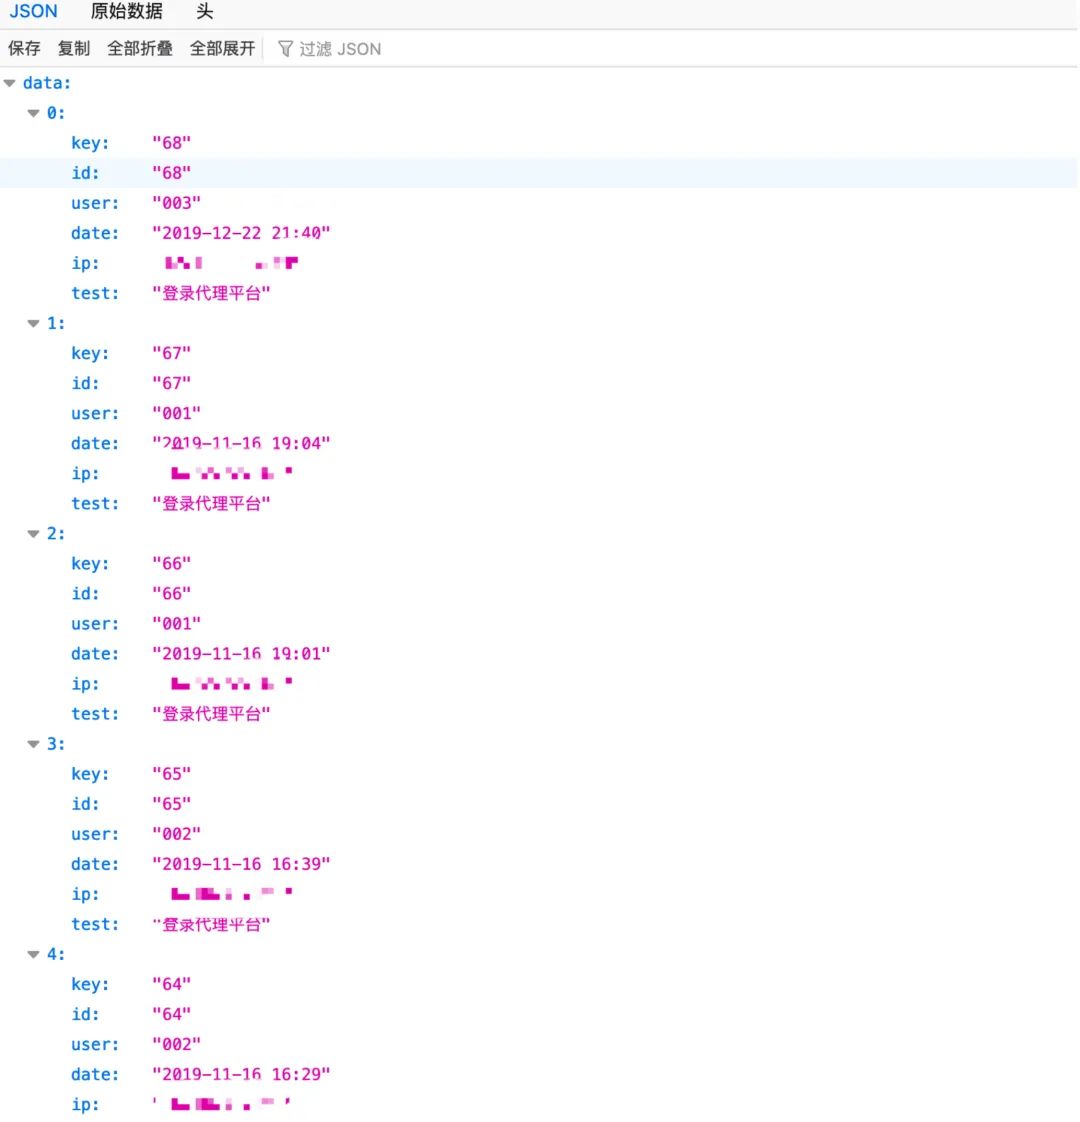 JSON 原始数据 头
保存 复制 全部折叠 全部展开 过滤 JSON
data:
0:
key: "68"
id: "68"
user: "003"
date: "2019-12-22 21:40"
ip:
test: "登录代理平台"
1:
key: "67"
id: "67"
user: "001"
date: "2019-11-16 19:04"
ip:
test: "登录代理平台"
2:
key: "66"
id: "66"
user: "001"
date: "2019-11-16 19:01"
ip:
test: "登录代理平台"
3:
key: "65"
id: "65"
user: "002"
date: "2019-11-16 16:39"
ip:
test: "登录代理平台"
4:
key: "64"
id: "64"
user: "002"
date: "2019-11-16 16:29"
ip: